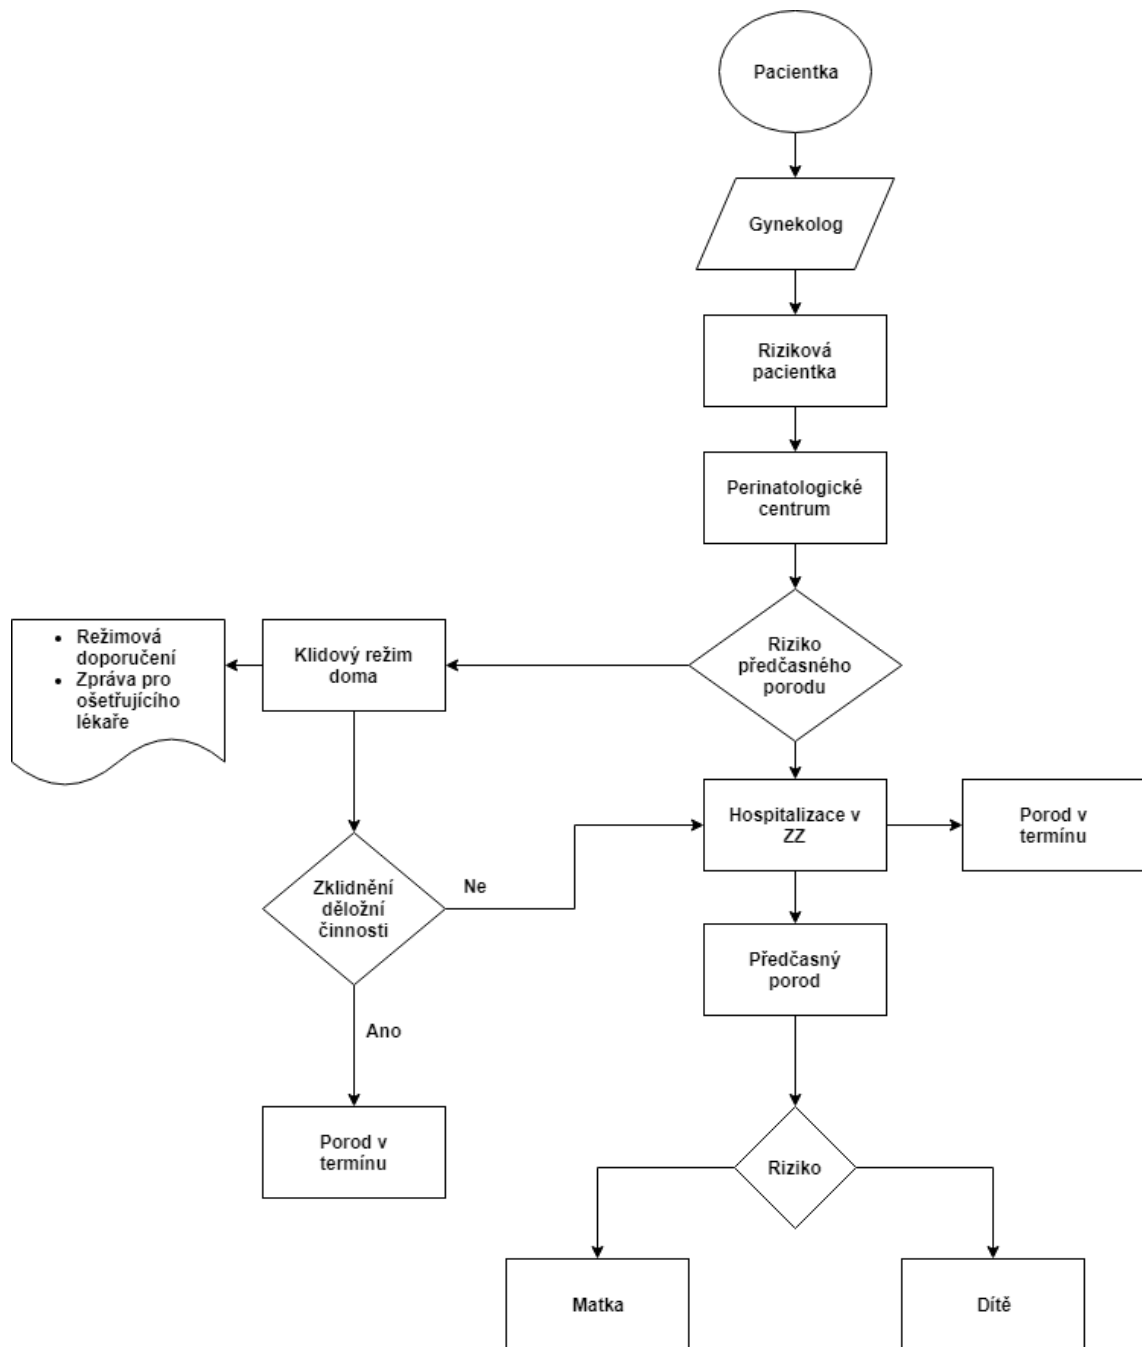 Pacientka
Gynekolog
Riziková
pacientka
Perinatologické
centrum
Riziko
předčasného
porodu
Klidový režim
doma
• Režimová
doporučení
• Zpráva pro
ošetřujícího
lékaře
Hospitalizace v
ZZ
Porod v
termínu
Zklidnění
děložní
činnosti
Ne
Předčasný
porod
Ano
Porod v
termínu
Riziko
Matka
Dítě